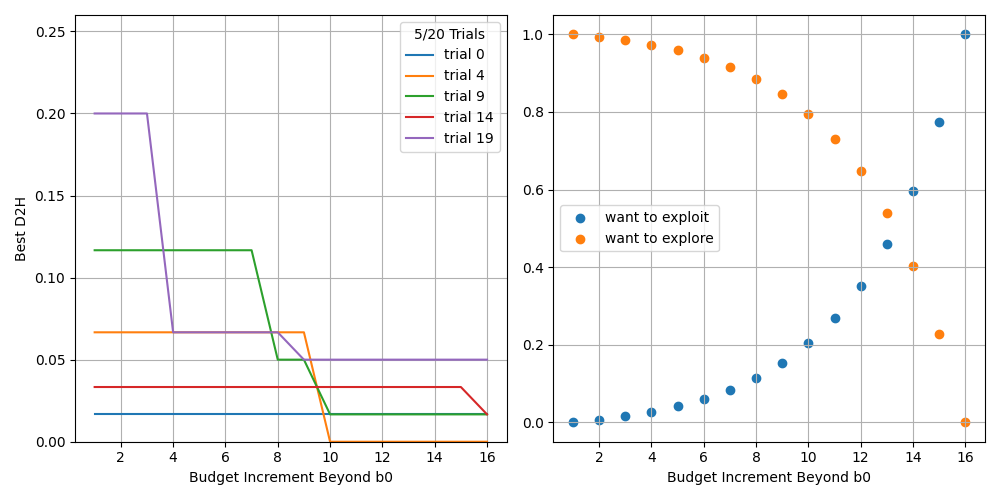 0.25
0.20
0.15
0.10
0.05
0.00
Best D2H
2 4 6 8 10 12 14 16
Budget Increment Beyond b0
5/20 Trials
trial 0
trial 4
trial 9
trial 14
trial 19
1.0
0.8
0.6
0.4
0.2
0.0
want to exploit
want to explore
2 4 6 8 10 12 14 16
Budget Increment Beyond b0